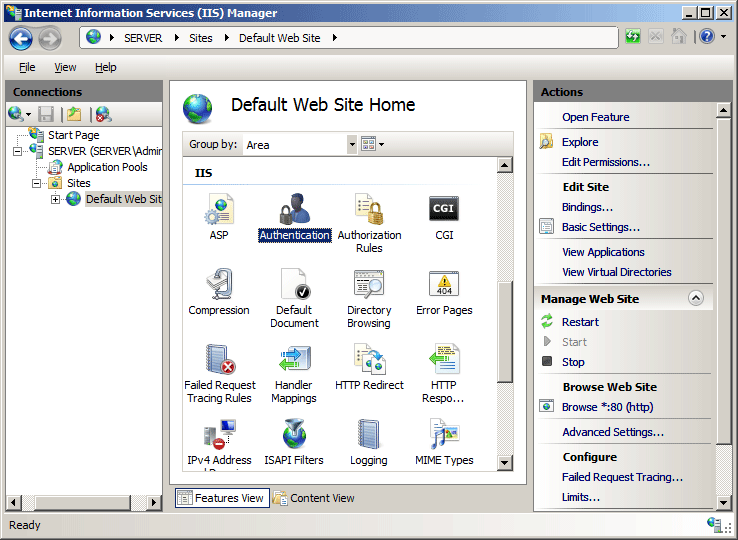 Internet Information Services (IIS) Manager
SERVER Sites Default Web Site
File View Help
Connections
Start Page
SERVER (SERVER\Admir
Application Pools
Sites
Default Web Sit
Default Web Site Home
Group by: Area
IIS
ASP
Authentication
Authorization
Rules
CGI
CGI
Compression
Default
Document
Directory
Browsing
404
Error Pages
Failed Request
Tracing Rules
Handler
Mappings
HTTP Redirect
HTTP
Respo...
IPv4 Address
ISAPI Filters
Logging
MIME Types
Features View
Content View
Actions
Open Feature
Explore
Edit Permissions...
Edit Site
Bindings...
Basic Settings...
View Applications
View Virtual Directories
Manage Web Site
Restart
Start
Stop
Browse Web Site
Browse *:80 (http)
Advanced Settings...
Configure
Failed Request Tracing...
Limits...
Ready